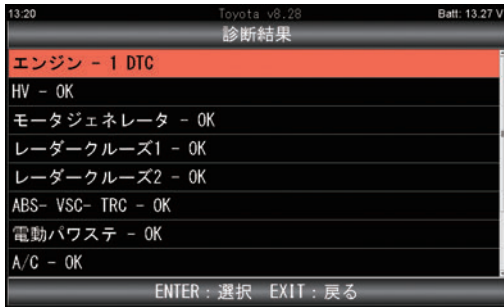 13:20 Toyota v8.28 Batt: 13.27 V
診断結果
エンジン - 1 DTC
HV - OK
モータジェネレータ - OK
レーダークルーズ1 - OK
レーダークルーズ2 - OK
ABS- VSC- TRC - OK
電動パワステ - OK
A/C - OK
ENTER：選択 EXIT：戻る